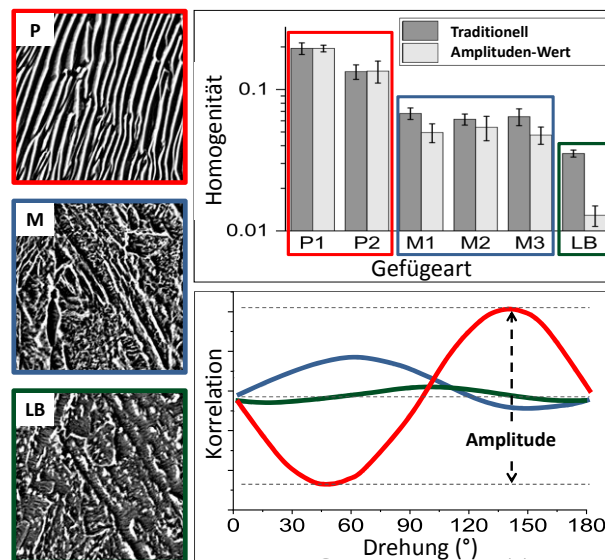 P
M
LB
Traditionell
Amplituden-Wert
Homogenität
0.1
0.01
P1 P2 M1 M2 M3 LB
Gefügeart
Korrelation
Amplitude
0 30 60 90 120 150 180
Drehung (°)